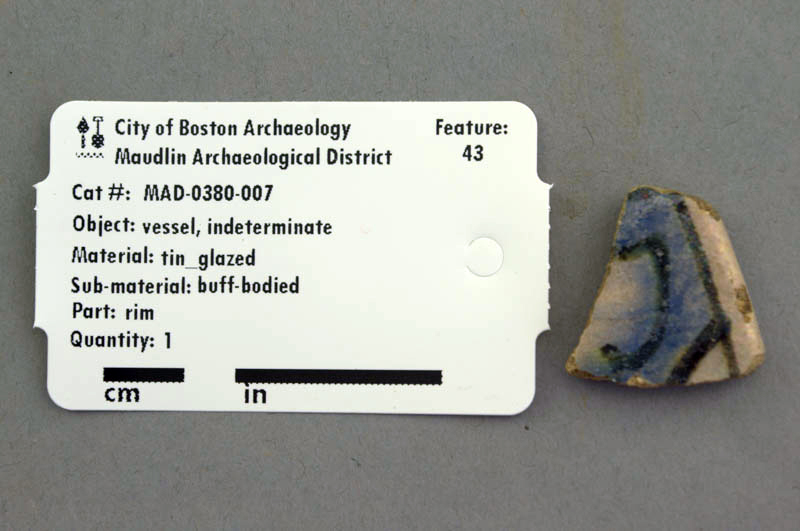 City of Boston Archaeology
Maudlin Archaeological District
Feature:
43
Cat #: MAD-0380-007
Object: vessel, indeterminate
Material: tin_glazed
Sub-material: buff-bodied
Part: rim
Quantity: 1
cm in